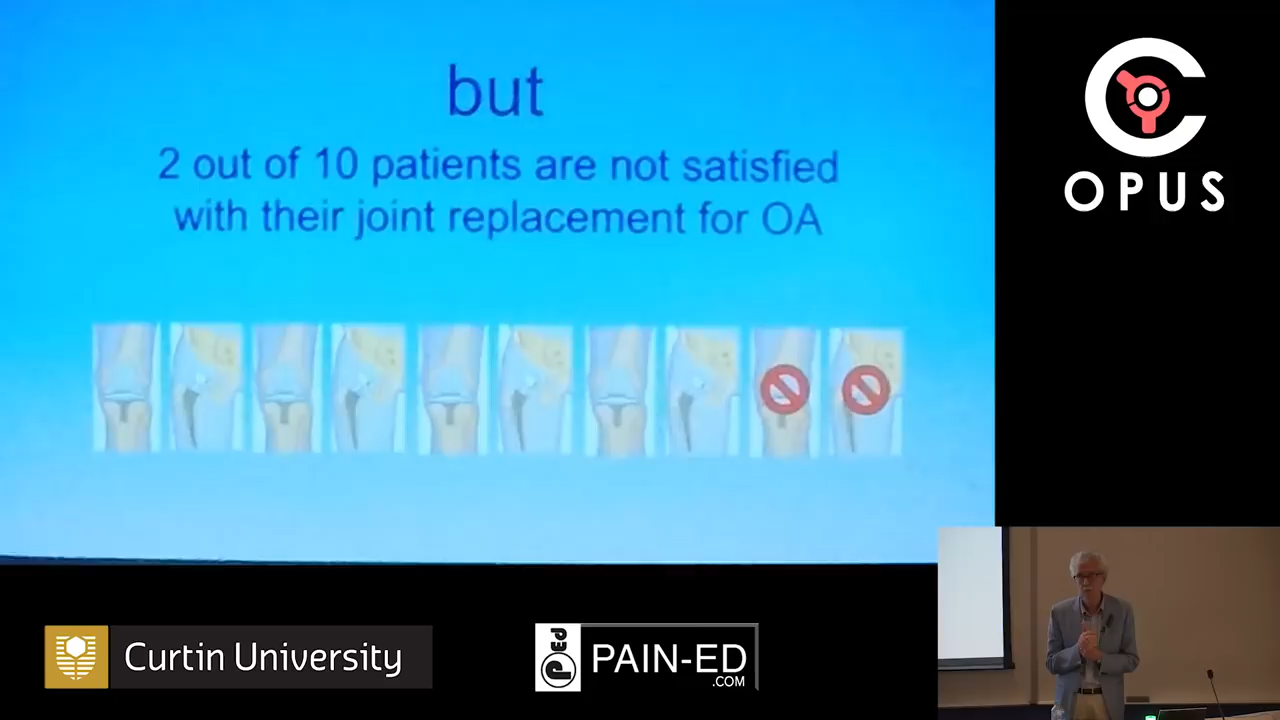 but
2 out of 10 patients are not satisfied
with their joint replacement for OA
OPUS
Curtin University
PED
PAIN-ED
.COM